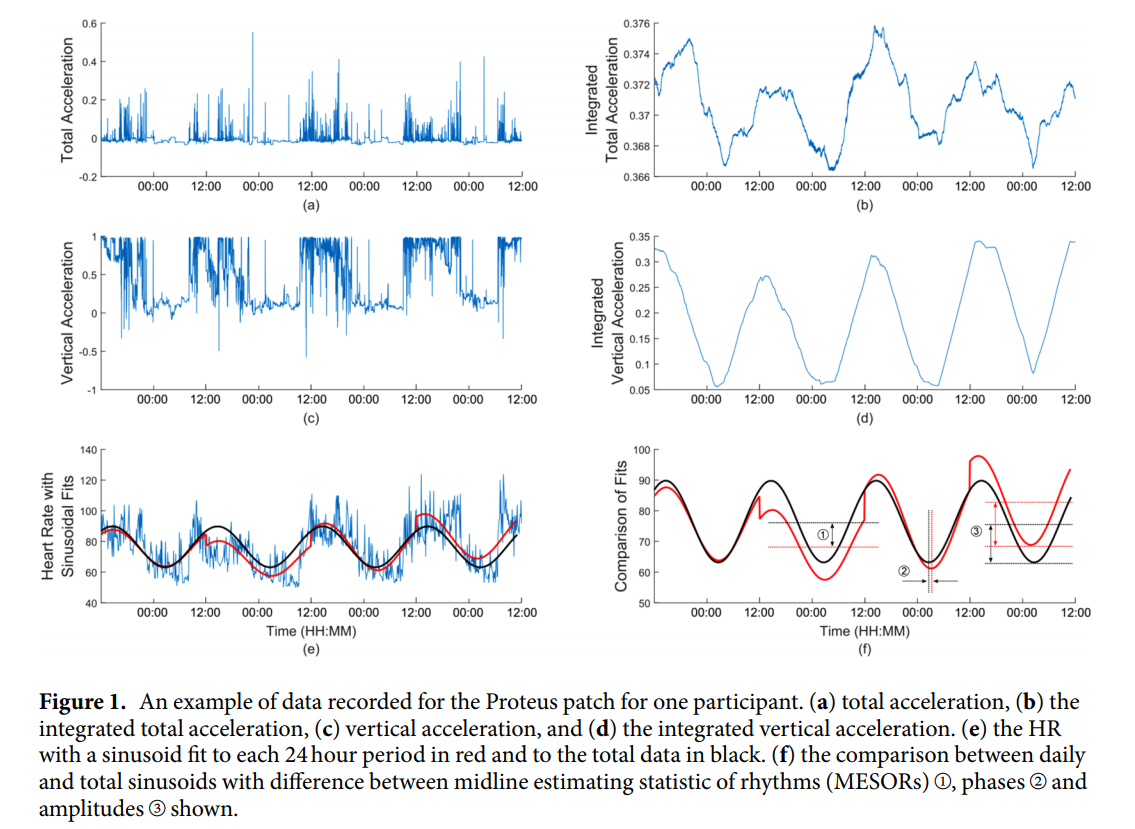 Total Acceleration
0.6
0.4
0.2
0
-0.2
00:00 12:00 00:00 12:00 00:00 12:00 00:00 12:00
(a)
Integrated
Total Acceleration
0.376
0.374
0.372
0.37
0.368
0.366
00:00 12:00 00:00 12:00 00:00 12:00 00:00 12:00
(b)
Vertical Acceleration
1
0.5
0
-0.5
-1
00:00 12:00 00:00 12:00 00:00 12:00 00:00 12:00
(c)
Integrated
Vertical Acceleration
0.35
0.3
0.25
0.2
0.15
0.1
0.05
00:00 12:00 00:00 12:00 00:00 12:00 00:00 12:00
(d)
Heart Rate with
Sinusoidal Fits
140
120
100
80
60
40
00:00 12:00 00:00 12:00 00:00 12:00 00:00 12:00
Time (HH:MM)
(e)
Comparison of Fits
100
90
80
70
60
50
①
②
③
00:00 12:00 00:00 12:00 00:00 12:00 00:00 12:00
Time (HH:MM)
(f)
Figure 1. An example of data recorded for the Proteus patch for one participant. (a) total acceleration, (b) the
integrated total acceleration, (c) vertical acceleration, and (d) the integrated vertical acceleration. (e) the HR
with a sinusoid fit to each 24 hour period in red and to the total data in black. (f) the comparison between daily
and total sinusoids with difference between midline estimating statistic of rhythms (MESORs) ①, phases ② and
amplitudes ③ shown.